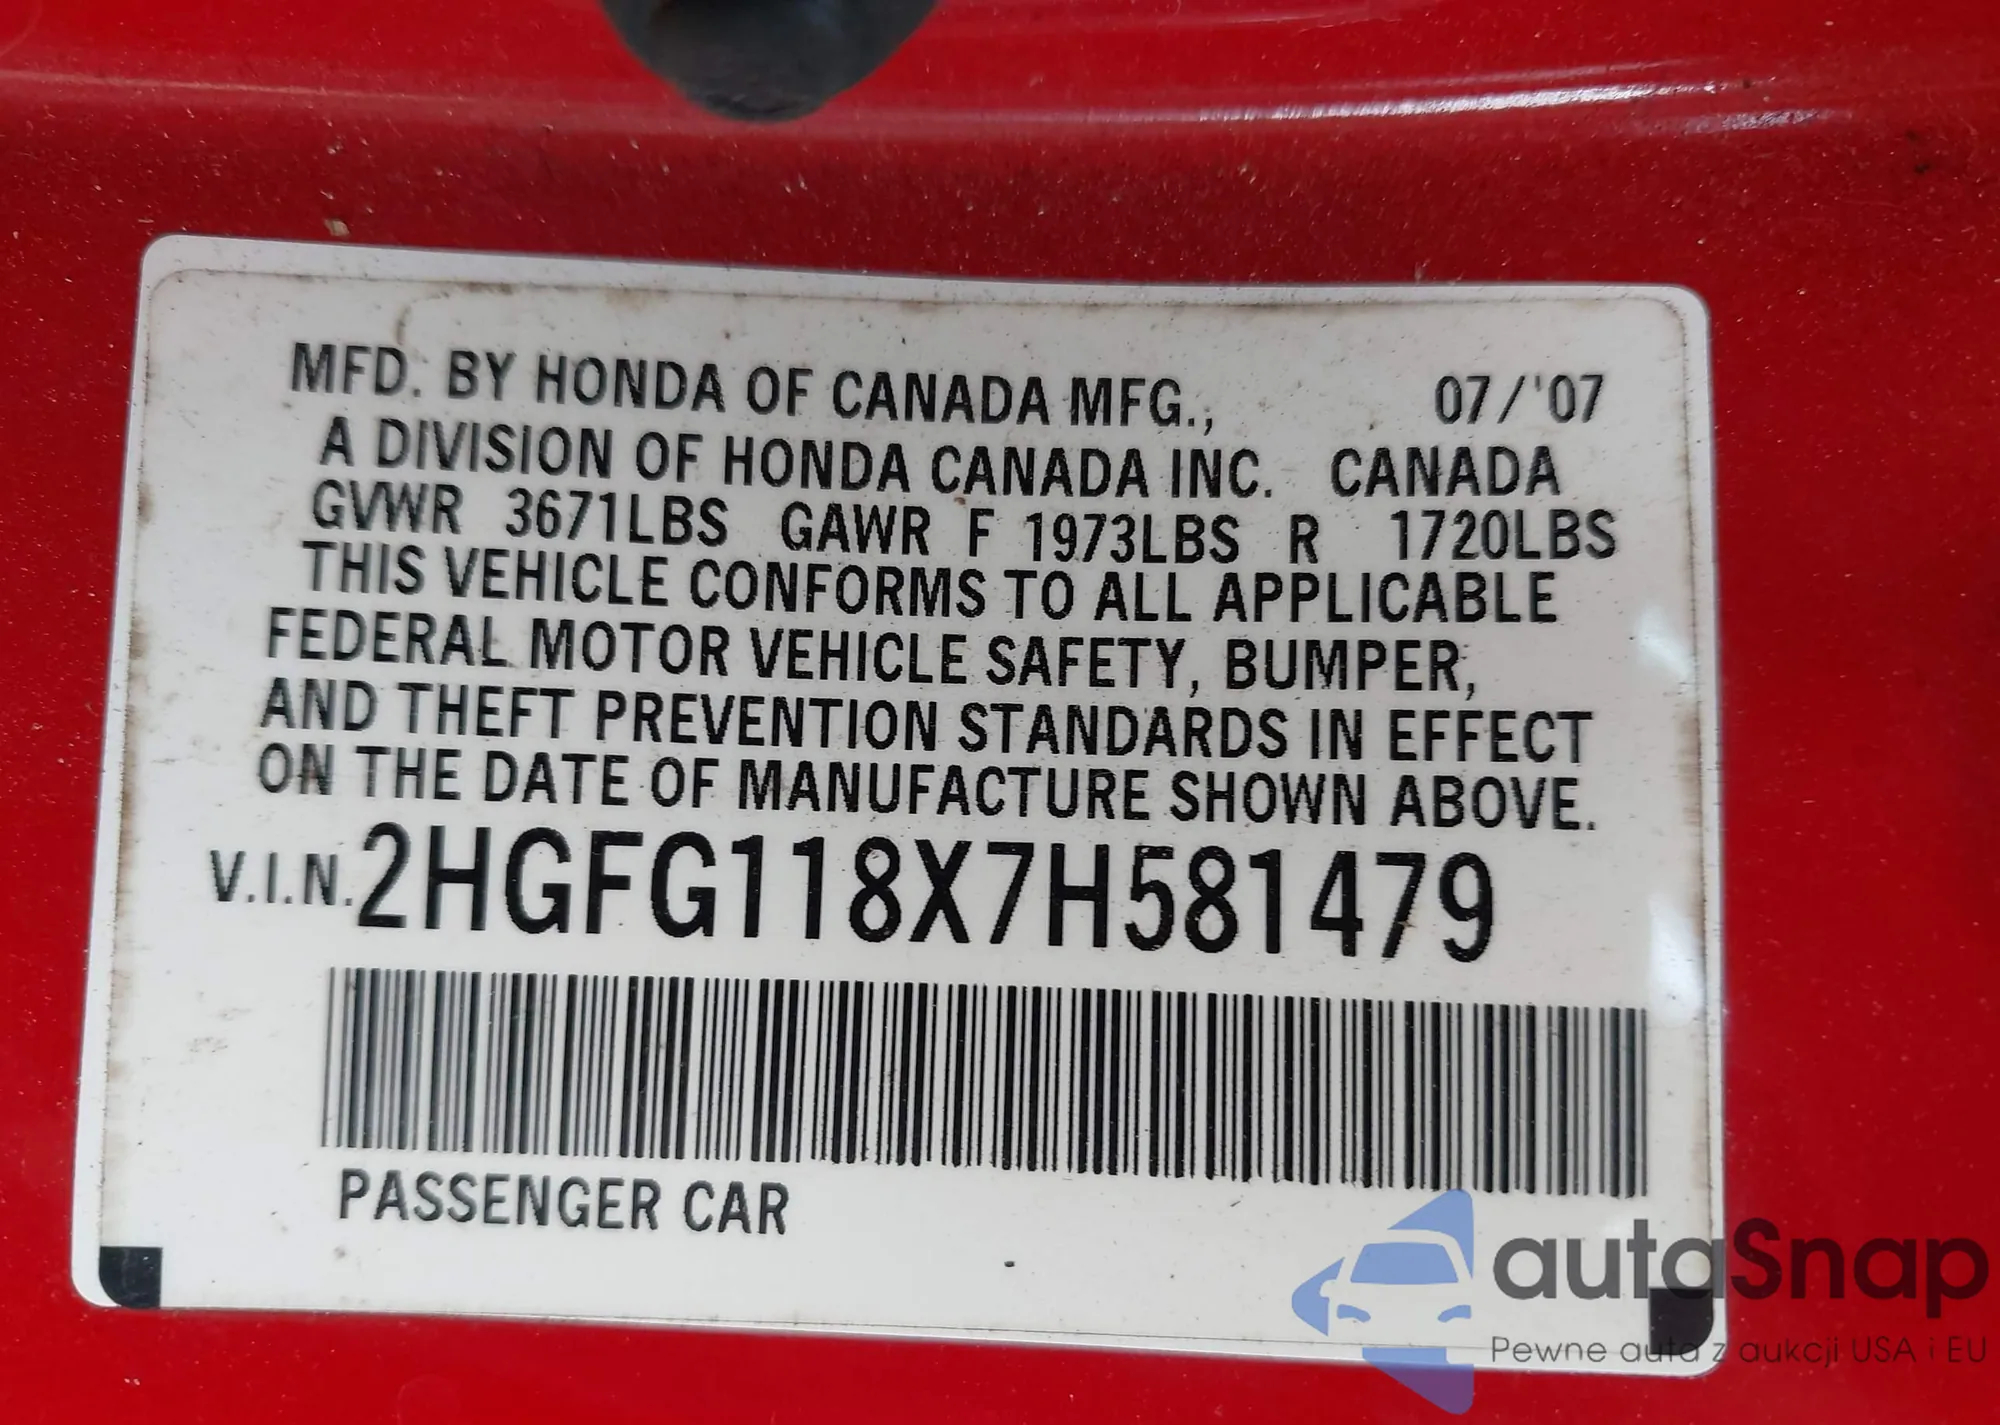 MFD. BY HONDA OF CANADA MFG., 07/'07
A DIVISION OF HONDA CANADA INC. CANADA
GVWR 3671LBS GAWR F 1973LBS R 1720LBS
THIS VEHICLE CONFORMS TO ALL APPLICABLE
FEDERAL MOTOR VEHICLE SAFETY, BUMPER,
AND THEFT PREVENTION STANDARDS IN EFFECT
ON THE DATE OF MANUFACTURE SHOWN ABOVE.
V.I.N. 2HGFG118X7H581479
PASSENGER CAR
autaSnap
Pewne auta z aukcji USA i EU